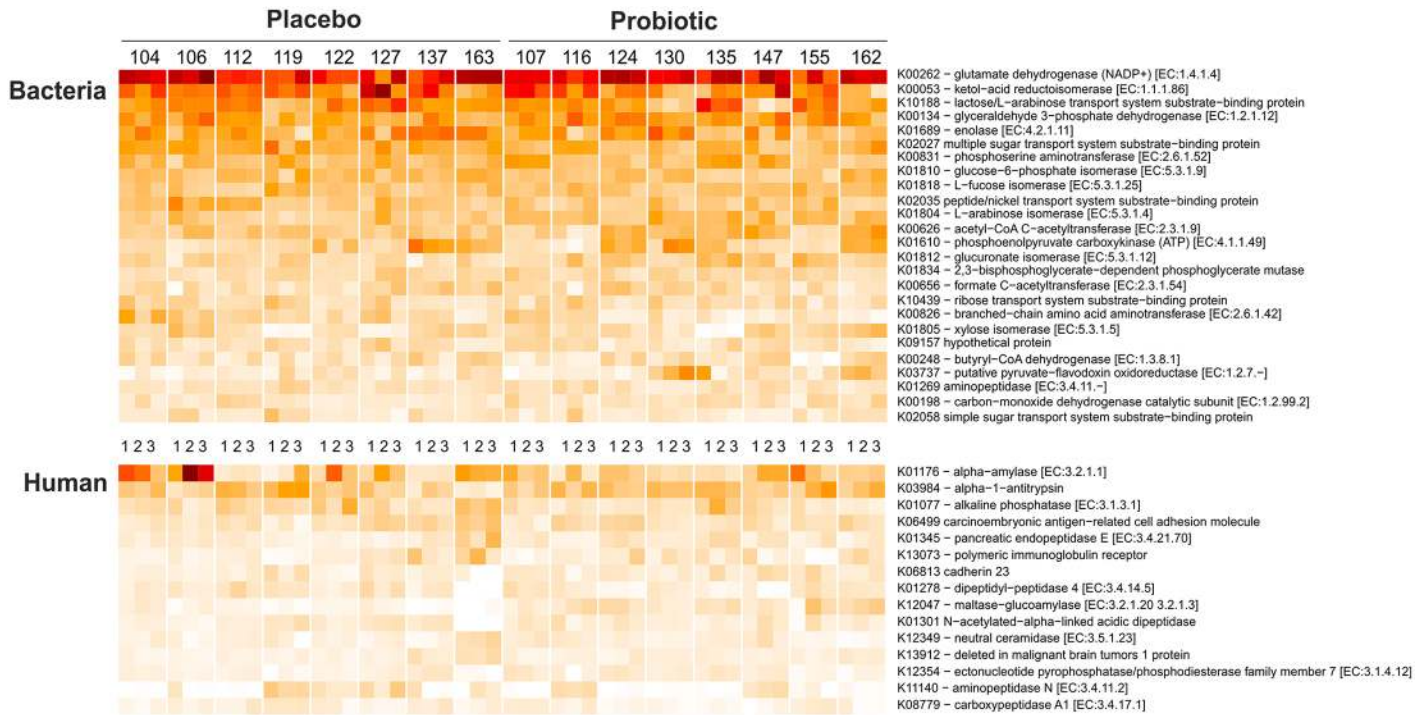 Placebo Probiotic
104 106 112 119 122 127 137 163 107 116 124 130 135 147 155 162
Bacteria
K00262 − glutamate dehydrogenase (NADP+) [EC:1.4.1.4]
K00053 − ketol−acid reductoisomerase [EC:1.1.1.86]
K10188 − lactose/L−arabinose transport system substrate−binding protein
K00134 − glyceraldehyde 3−phosphate dehydrogenase [EC:1.2.1.12]
K01689 − enolase [EC:4.2.1.11]
K02027 multiple sugar transport system substrate−binding protein
K00831 − phosphoserine aminotransferase [EC:2.6.1.52]
K01810 − glucose−6−phosphate isomerase [EC:5.3.1.9]
K01818 − L−fucose isomerase [EC:5.3.1.25]
K02035 peptide/nickel transport system substrate−binding protein
K01804 − L−arabinose isomerase [EC:5.3.1.4]
K00626 − acetyl−CoA C−acetyltransferase [EC:2.3.1.9]
K01610 − phosphoenolpyruvate carboxykinase (ATP) [EC:4.1.1.49]
K01812 − glucuronate isomerase [EC:5.3.1.12]
K01834 − 2,3−bisphosphoglycerate−dependent phosphoglycerate mutase
K00656 − formate C−acetyltransferase [EC:2.3.1.54]
K10439 − ribose transport system substrate−binding protein
K00826 − branched−chain amino acid aminotransferase [EC:2.6.1.42]
K01805 − xylose isomerase [EC:5.3.1.5]
K09157 hypothetical protein
K00248 − butyryl−CoA dehydrogenase [EC:1.3.8.1]
K03737 − putative pyruvate−flavodoxin oxidoreductase [EC:1.2.7.−]
K01269 aminopeptidase [EC:3.4.11.−]
K00198 − carbon−monoxide dehydrogenase catalytic subunit [EC:1.2.99.2]
K02058 simple sugar transport system substrate−binding protein
1 2 3 1 2 3 1 2 3 1 2 3 1 2 3 1 2 3 1 2 3 1 2 3 1 2 3 1 2 3 1 2 3 1 2 3 1 2 3 1 2 3 1 2 3 1 2 3
Human
K01176 − alpha−amylase [EC:3.2.1.1]
K03984 − alpha−1−antitrypsin
K01077 − alkaline phosphatase [EC:3.1.3.1]
K06499 carcinoembryonic antigen−related cell adhesion molecule
K01345 − pancreatic endopeptidase E [EC:3.4.21.70]
K13073 − polymeric immunoglobulin receptor
K06813 cadherin 23
K01278 − dipeptidyl−peptidase 4 [EC:3.4.14.5]
K12047 − maltase−glucoamylase [EC:3.2.1.20 3.2.1.3]
K01301 N−acetylated−alpha−linked acidic dipeptidase
K12349 − neutral ceramidase [EC:3.5.1.23]
K13912 − deleted in malignant brain tumors 1 protein
K12354 − ectonucleotide pyrophosphatase/phosphodiesterase family member 7 [EC:3.1.4.12]
K11140 − aminopeptidase N [EC:3.4.11.2]
K08779 − carboxypeptidase A1 [EC:3.4.17.1]